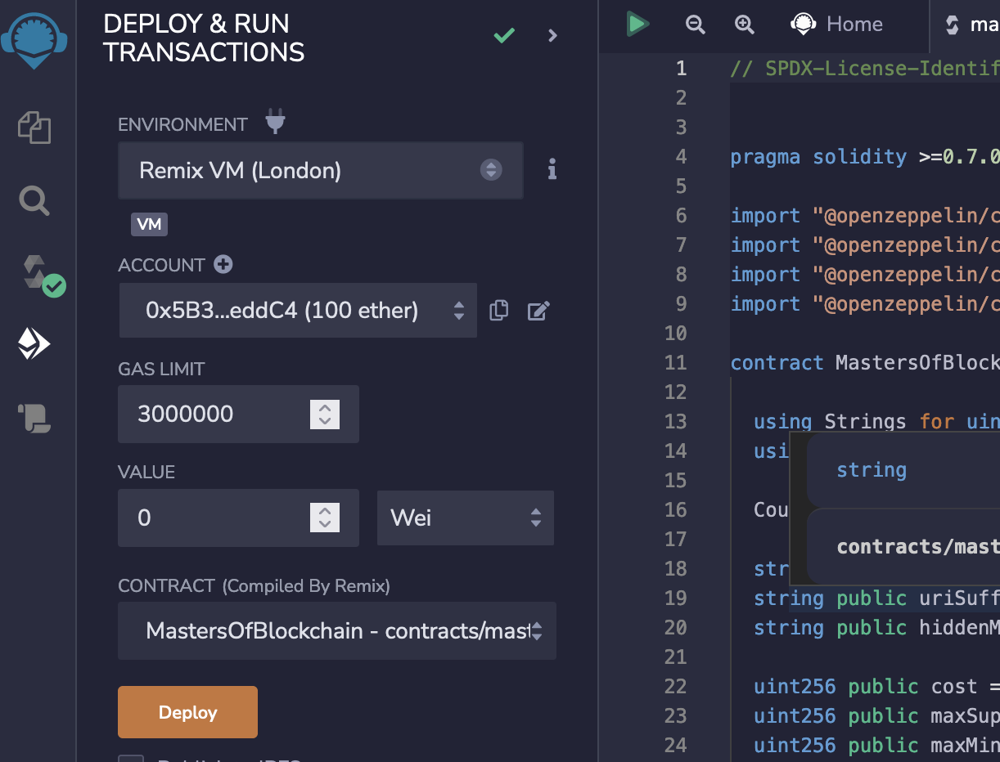 DEPLOY & RUN
TRANSACTIONS
ENVIRONMENT
Remix VM (London)
VM
ACCOUNT
0x5B3...eddC4 (100 ether)
GAS LIMIT
3000000
VALUE
0
Wei
CONTRACT (Compiled By Remix)
MastersOfBlockchain - contracts/mast
Deploy
Home
ma
1 // SPDX-License-Identif
2
3
4 pragma solidity >=0.7.0
5
6 import "@openzeppelin/c
7 import "@openzeppelin/c
8 import "@openzeppelin/c
9 import "@openzeppelin/c
10
11 contract MastersOfBlock
12
13 using Strings for uin
14 usi
string
15
16 Cou
17
contracts/mast
18 str
19 string public uriSuff
20 string public hiddenM
21
22 uint256 public cost =
23 uint256 public maxSup
24 uint256 public maxMin